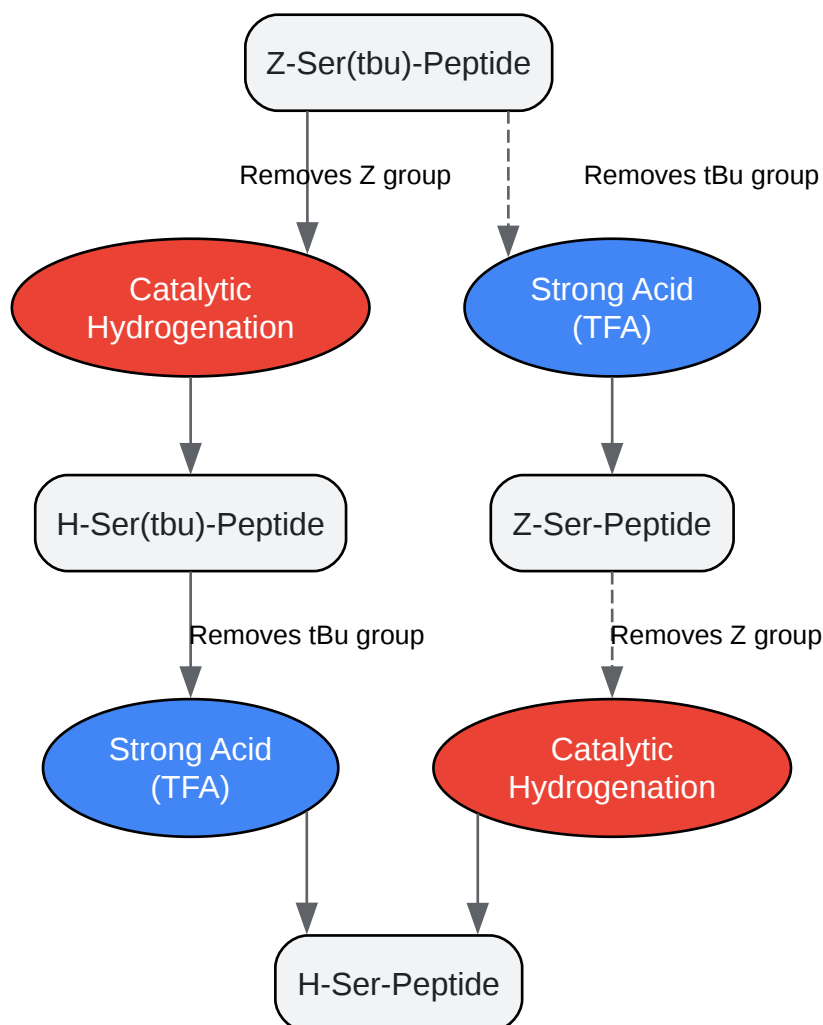 Z-Ser(tbu)-Peptide
Removes Z group
Removes tBu group
Catalytic
Hydrogenation
Strong Acid
(TFA)
H-Ser(tbu)-Peptide
Z-Ser-Peptide
Removes tBu group
Removes Z group
Strong Acid
(TFA)
Catalytic
Hydrogenation
H-Ser-Peptide